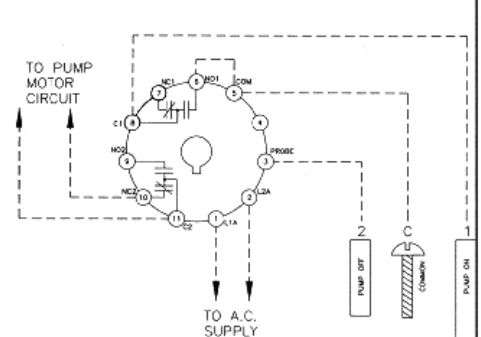 TO PUMP
MOTOR
CIRCUIT
NC1
6
NO1
7
5
COM
C1
8
4
NO2
9
3
PROBE
NC2
10
2
L2A
11
C2
1
L1A
2
C
1
PUMP OFF
COMMON
PUMP ON
TO A.C.
SUPPLY